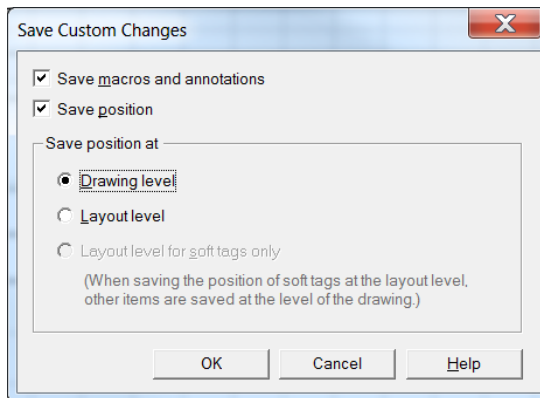 Save Custom Changes
Save macros and annotations
Save position
Save position at
Drawing level
Layout level
Layout level for soft tags only
(When saving the position of soft tags at the layout level,
other items are saved at the level of the drawing.)
OK Cancel Help